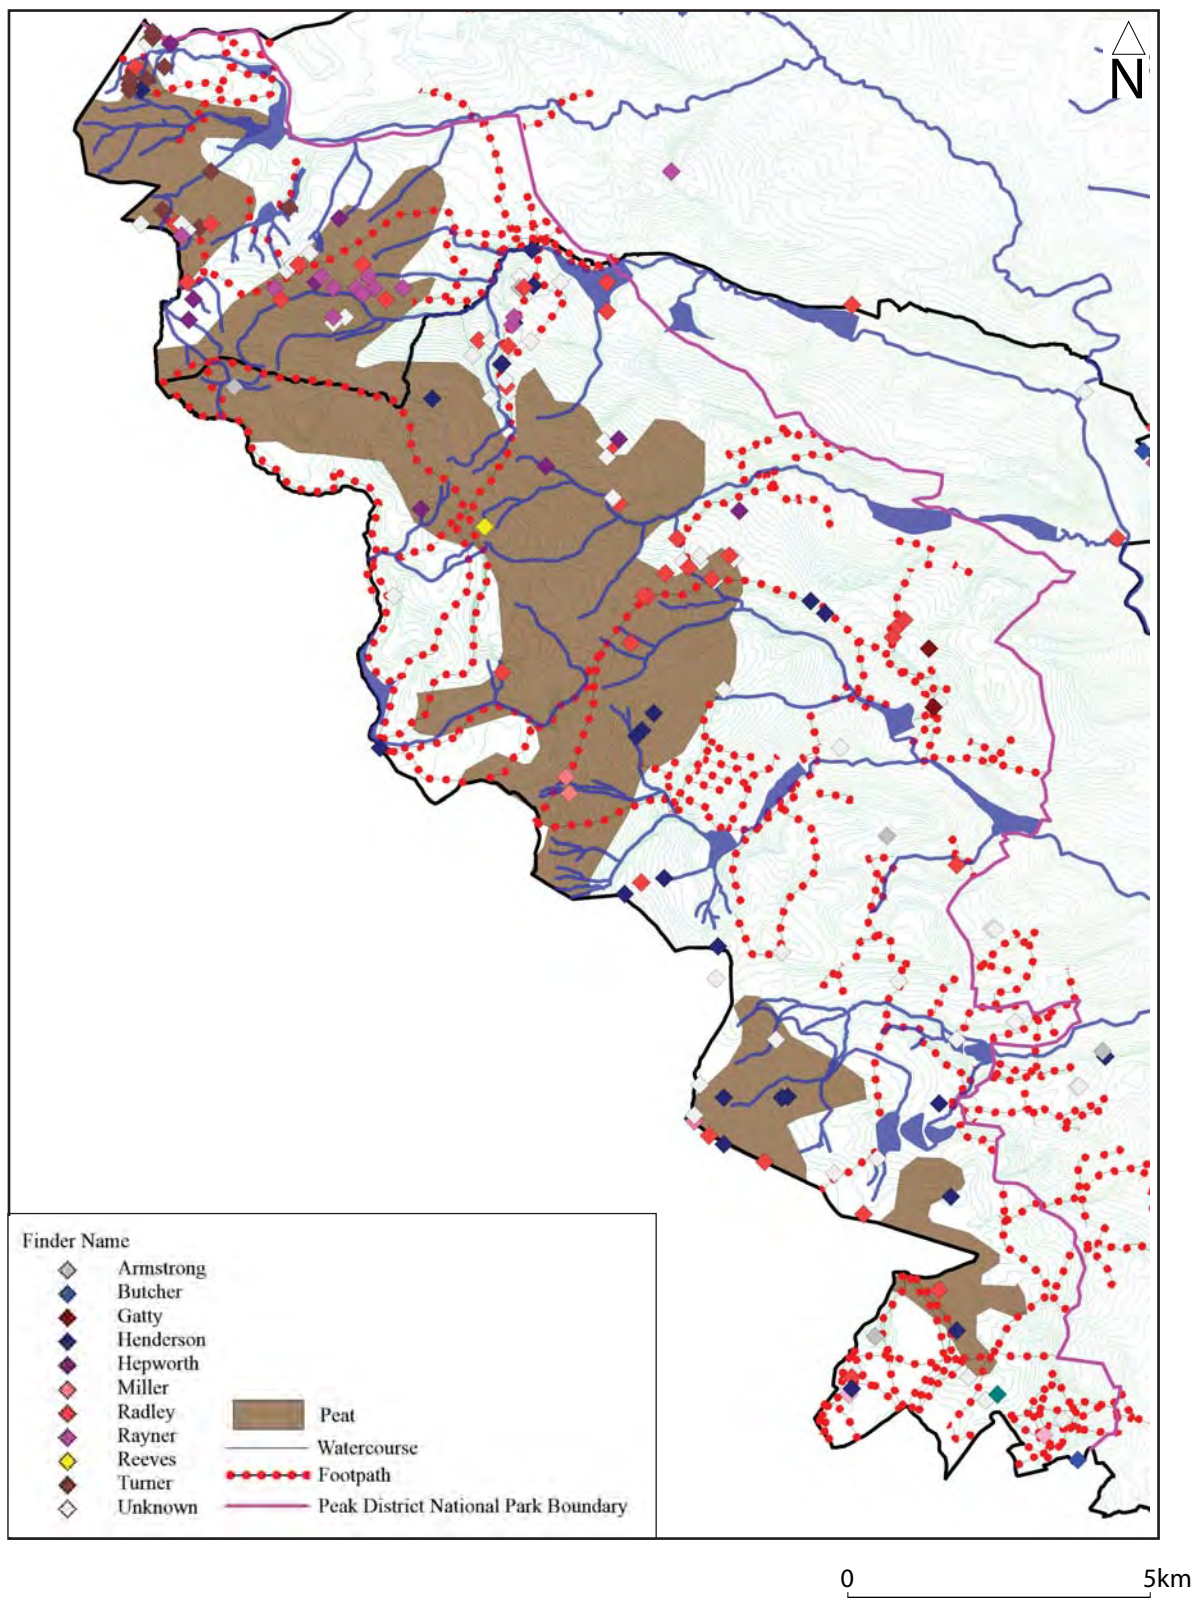 N
Finder Name
Armstrong
Butcher
Gatty
Henderson
Hepworth
Miller
Radley
Rayner
Reeves
Turner
Unknown
Peat
Watercourse
Footpath
Peak District National Park Boundary
0 5km